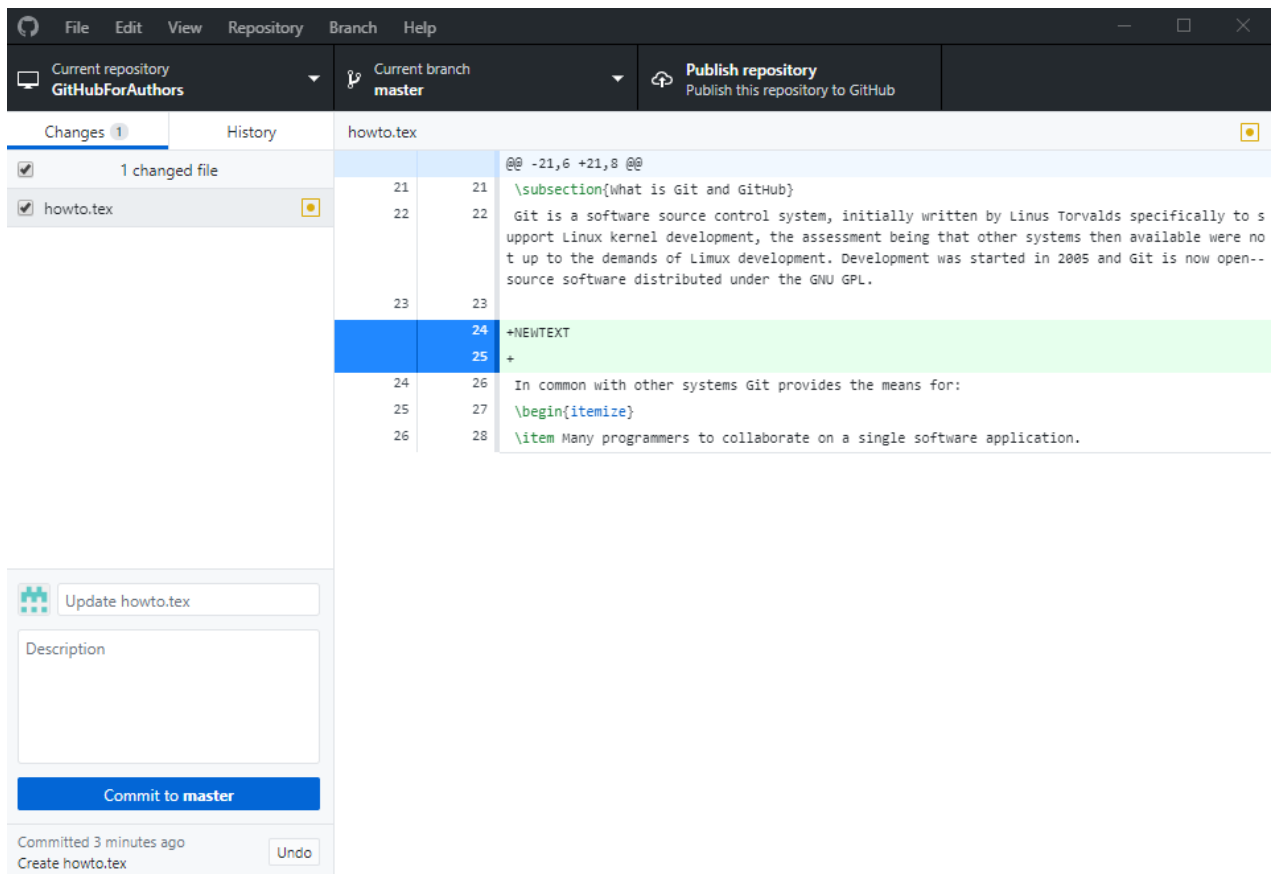 File Edit View Repository Branch Help
Current repository
GitHubForAuthors
Current branch
master
Publish repository
Publish this repository to GitHub
Changes 1
History
howto.tex
1 changed file
howto.tex
@@ -21,6 +21,8 @@
21 21 \subsection{What is Git and GitHub}
22 22 Git is a software source control system, initially written by Linus Torvalds specifically to s
upport Linux kernel development, the assessment being that other systems then available were no
t up to the demands of Limux development. Development was started in 2005 and Git is now open--
source software distributed under the GNU GPL.
23 23
24 +NEWTEXT
25 +
24 26 In common with other systems Git provides the means for:
25 27 \begin{itemize}
26 28 \item Many programmers to collaborate on a single software application.
Update howto.tex
Description
Commit to master
Committed 3 minutes ago
Create howto.tex
Undo